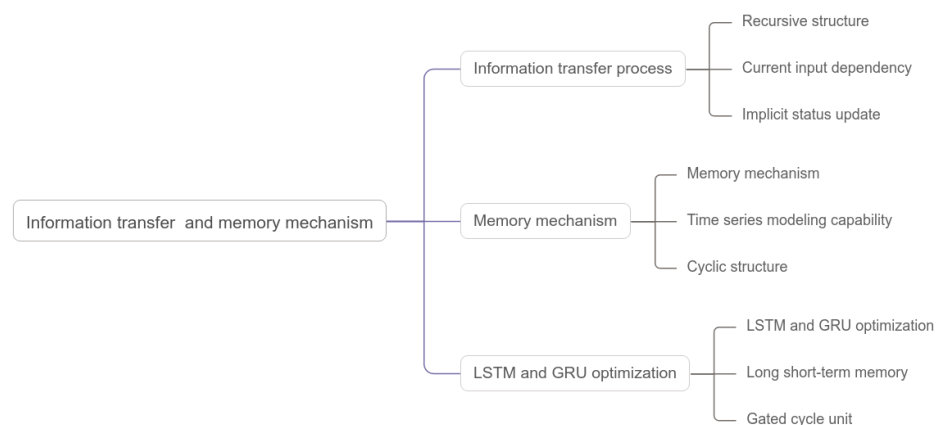 Recursive structure
Information transfer process
Current input dependency
Implicit status update
Memory mechanism
Information transfer  and memory mechanism
Memory mechanism
Time series modeling capability
Cyclic structure
LSTM and GRU optimization
LSTM and GRU optimization
Long short-term memory
Gated cycle unit